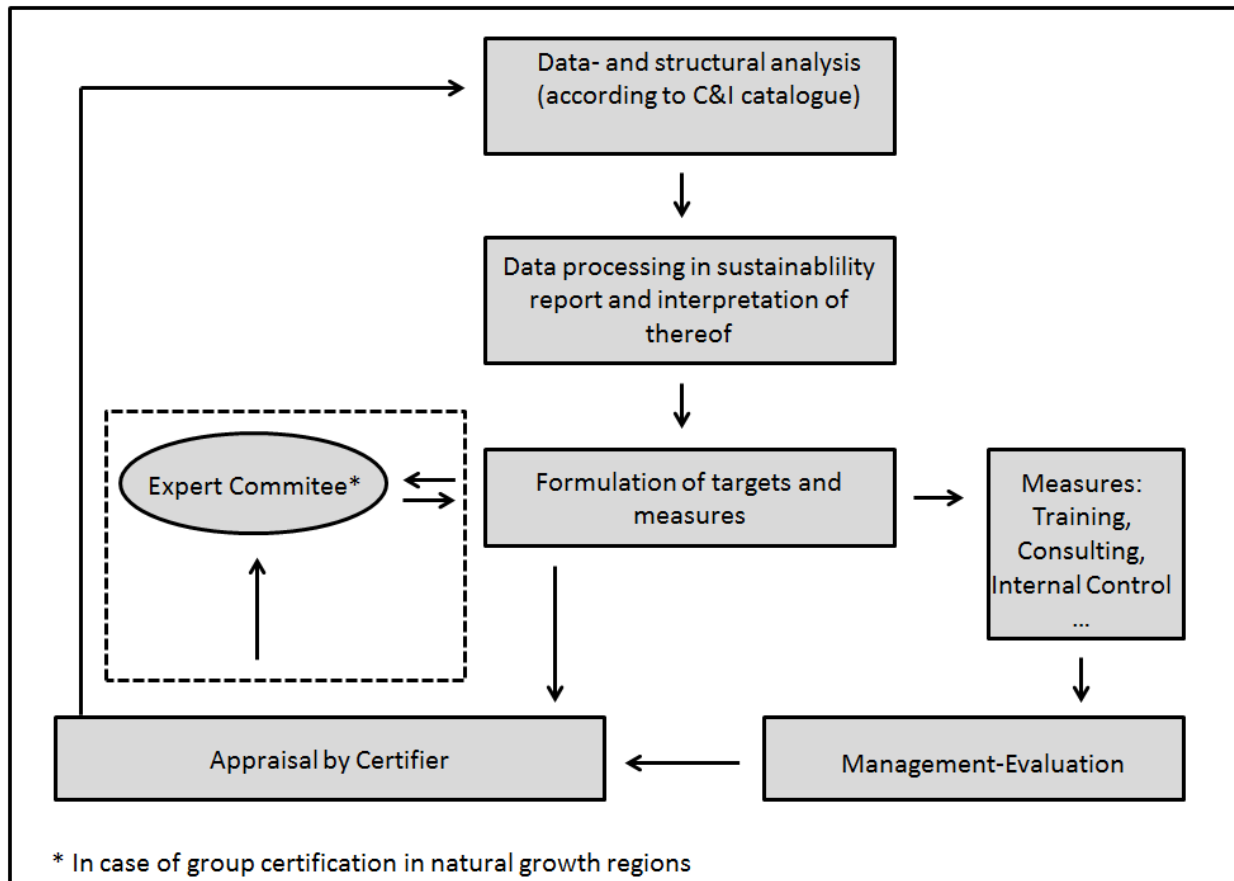 Data- and structural analysis
(according to C&I catalogue)
Data processing in sustainablility
report and interpretation of
thereof
Expert Commitee*
Formulation of targets and
measures
Measures:
Training,
Consulting,
Internal Control
...
Appraisal by Certifier
Management-Evaluation
* In case of group certification in natural growth regions